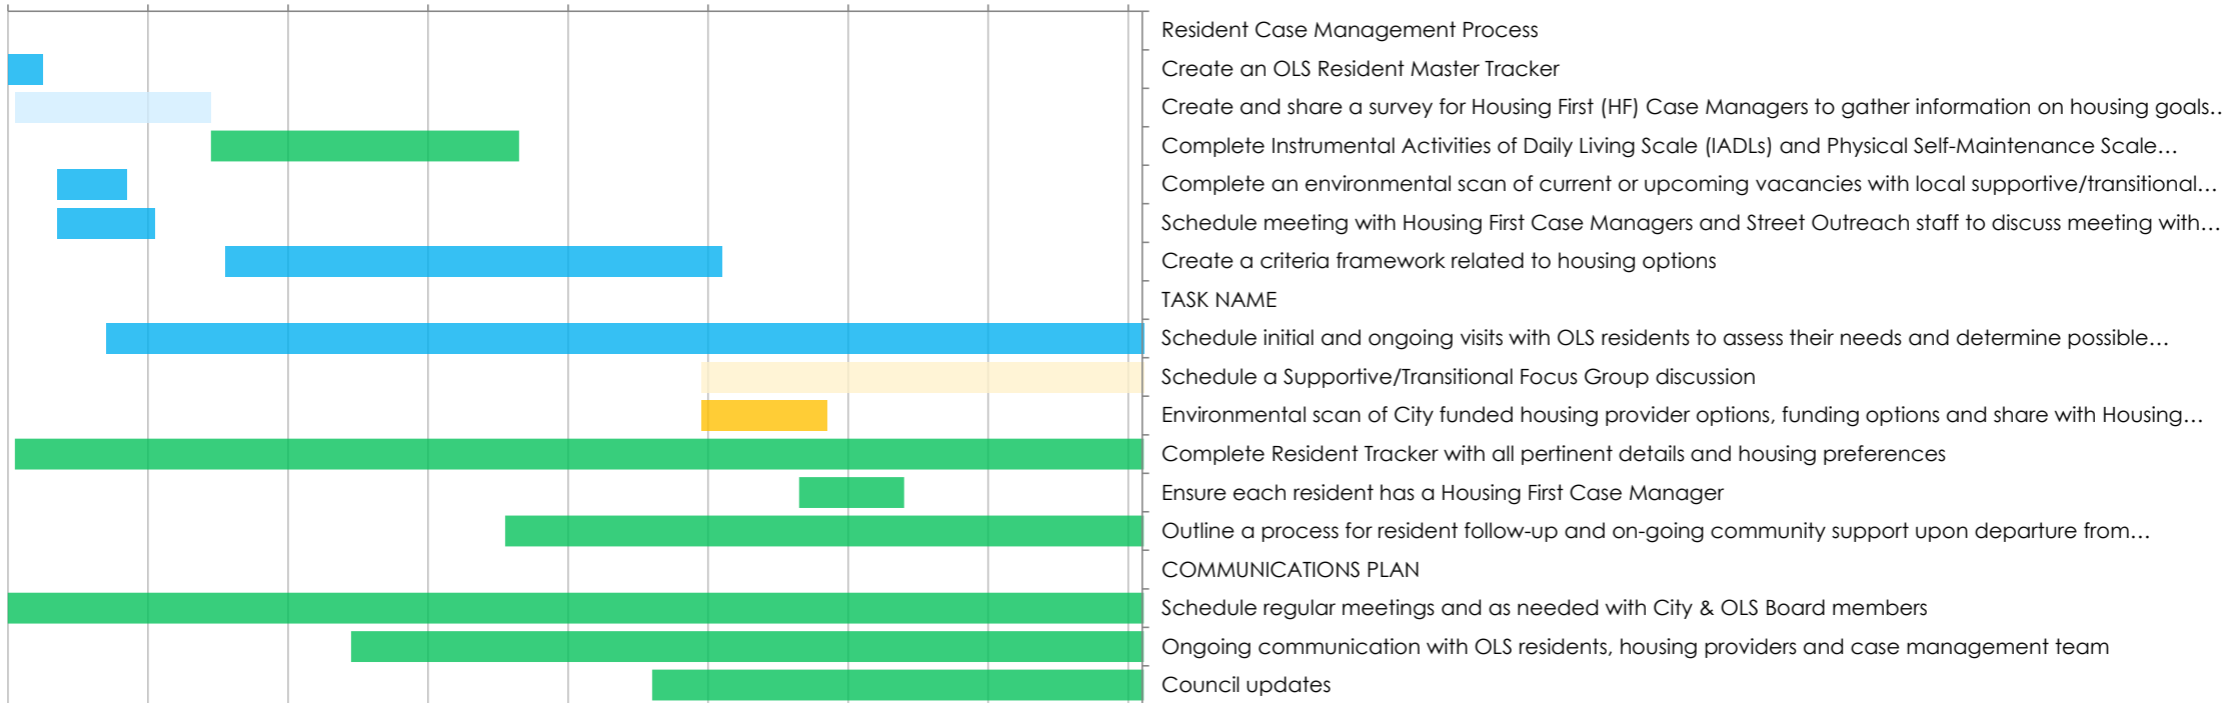 Resident Case Management Process
Create an OLS Resident Master Tracker
Create and share a survey for Housing First (HF) Case Managers to gather information on housing goals..
Complete Instrumental Activities of Daily Living Scale (IADLs) and Physical Self-Maintenance Scale...
Complete an environmental scan of current or upcoming vacancies with local supportive/transitional...
Schedule meeting with Housing First Case Managers and Street Outreach staff to discuss meeting with...
Create a criteria framework related to housing options
TASK NAME
Schedule initial and ongoing visits with OLS residents to assess their needs and determine possible...
Schedule a Supportive/Transitional Focus Group discussion
Environmental scan of City funded housing provider options, funding options and share with Housing...
Complete Resident Tracker with all pertinent details and housing preferences
Ensure each resident has a Housing First Case Manager
Outline a process for resident follow-up and on-going community support upon departure from...
COMMUNICATIONS PLAN
Schedule regular meetings and as needed with City & OLS Board members
Ongoing communication with OLS residents, housing providers and case management team
Council updates